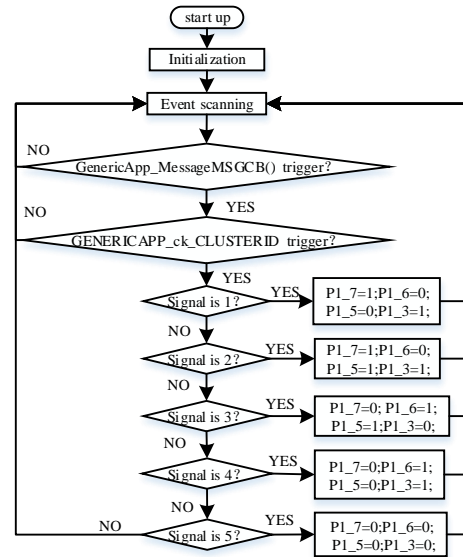 start up
Initialization
Event scanning
NO
GenericApp_MessageMSGCB() trigger?
NO
YES
GENERICAPP_ck_CLUSTERID trigger?
YES
Signal is 1?
YES
P1_7=1;P1_6=0;
P1_5=0;P1_3=1;
NO
Signal is 2?
YES
P1_7=1;P1_6=0;
P1_5=1;P1_3=1;
NO
Signal is 3?
YES
P1_7=0; P1_6=1;
P1_5=1;P1_3=0;
NO
Signal is 4?
YES
P1_7=0;P1_6=1;
P1_5=0;P1_3=1;
NO
NO
Signal is 5?
YES
P1_7=0;P1_6=0;
P1_5=0;P1_3=0;